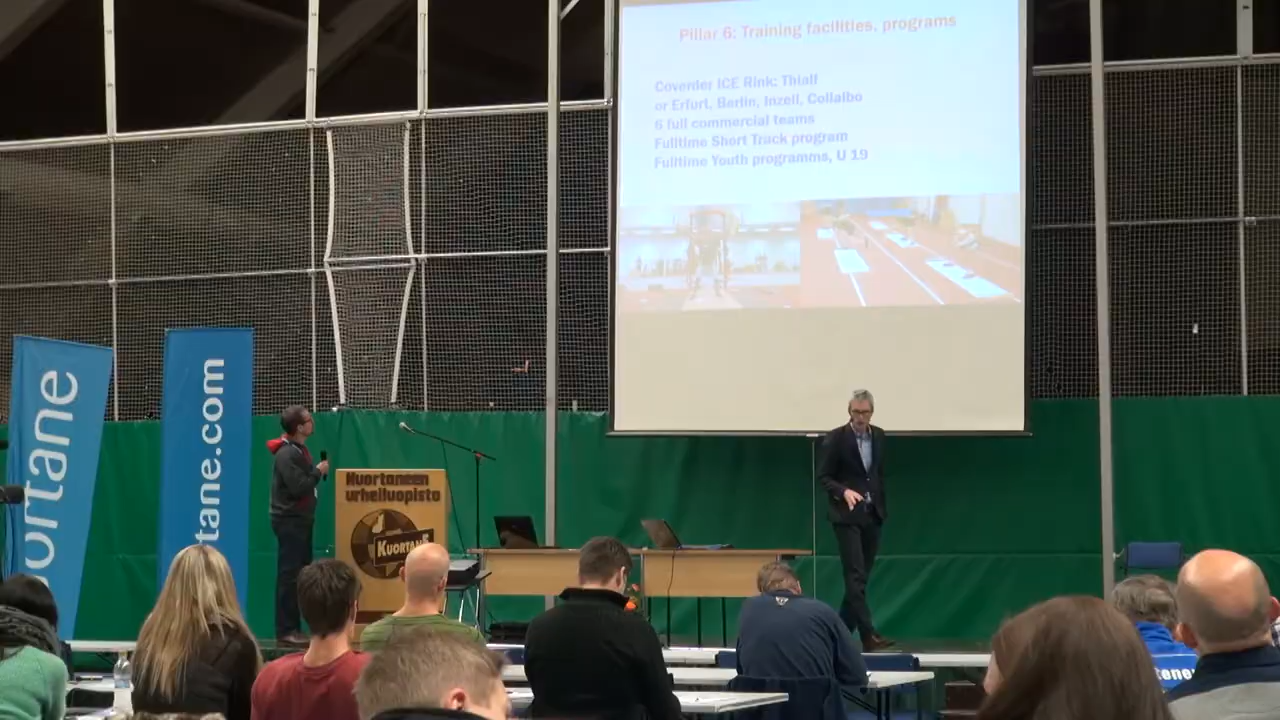 Pillar 6: Training facilities, programs
Coverder ICE Rink: Thialf
or Erfurt, Berlin, Inzell, Collalbo
6 full commercial teams
Fulltime Short Track program
Fulltime Youth programms, U 19
ortane
tane.com
Kuortaneen
urheiluopisto
KUORTANE